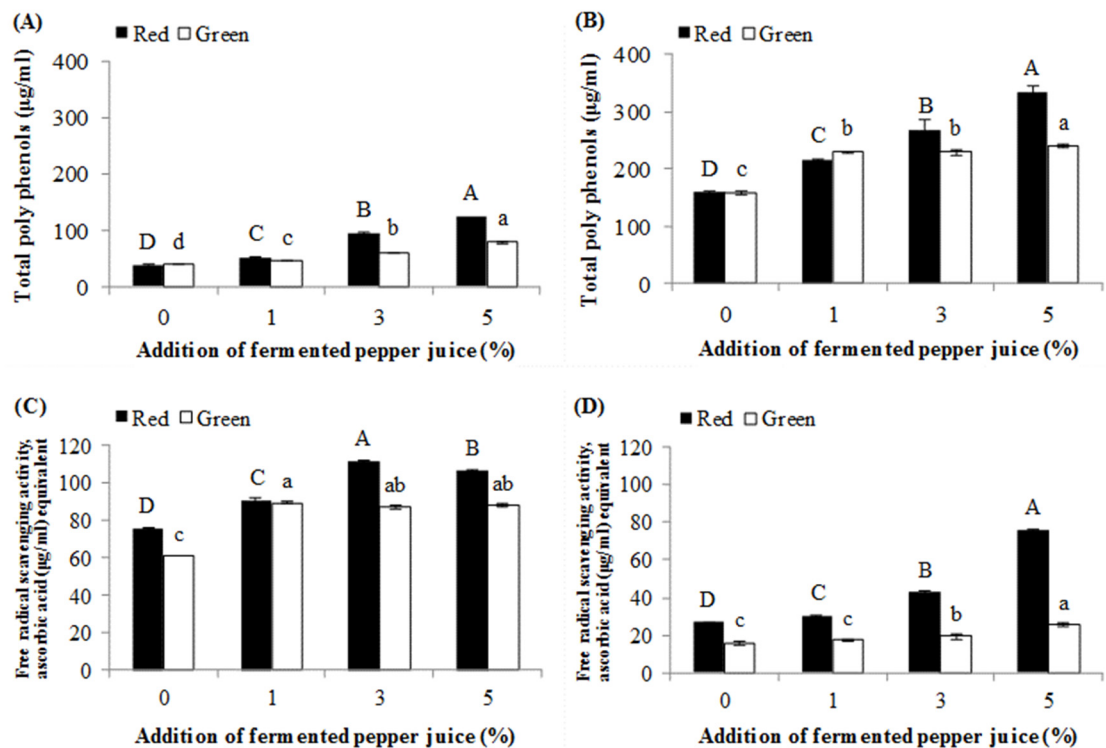 (A)
Red Green
Total poly phenols (µg/ml)
400
300
200
100
0
D d C c B b A a
0 1 3 5
Addition of fermented pepper juice (%)
(B)
Red Green
Total poly phenols (µg/ml)
400
300
200
100
0
D c C b B b A a
0 1 3 5
Addition of fermented pepper juice (%)
(C)
Red Green
Free radical scavenging activity,
ascorbic acid (µg/ml) equivalent
120
100
80
60
40
20
0
D c C a A ab B ab
0 1 3 5
Addition of fermented pepper juice (%)
(D)
Red Green
Free radical scavenging activity,
ascorbic acid (µg/ml) equivalent
120
100
80
60
40
20
0
D c C c B b A a
0 1 3 5
Addition of fermented pepper juice (%)